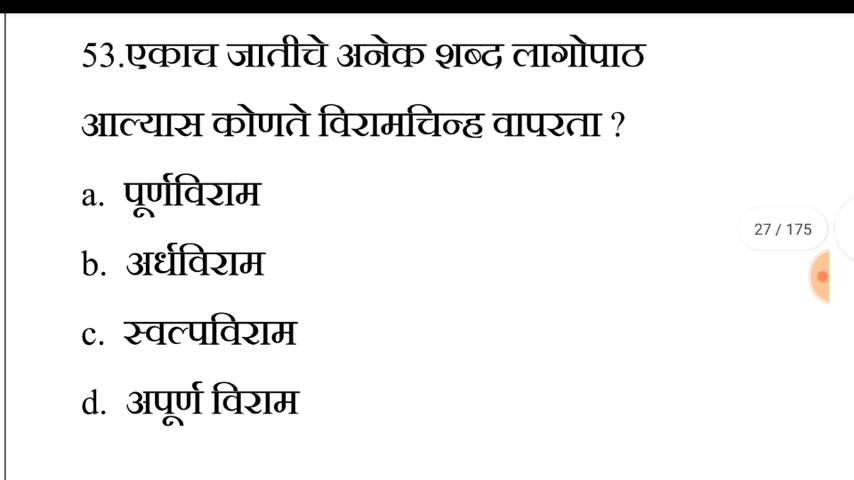 53.एकाच जातीचे अनेक शब्द लागोपाठ
आल्यास कोणते विरामचिन्ह वापरता ?
a. पूर्णविराम
27 / 175
b. अर्धविराम
c. स्वल्पविराम
d. अपूर्ण विराम